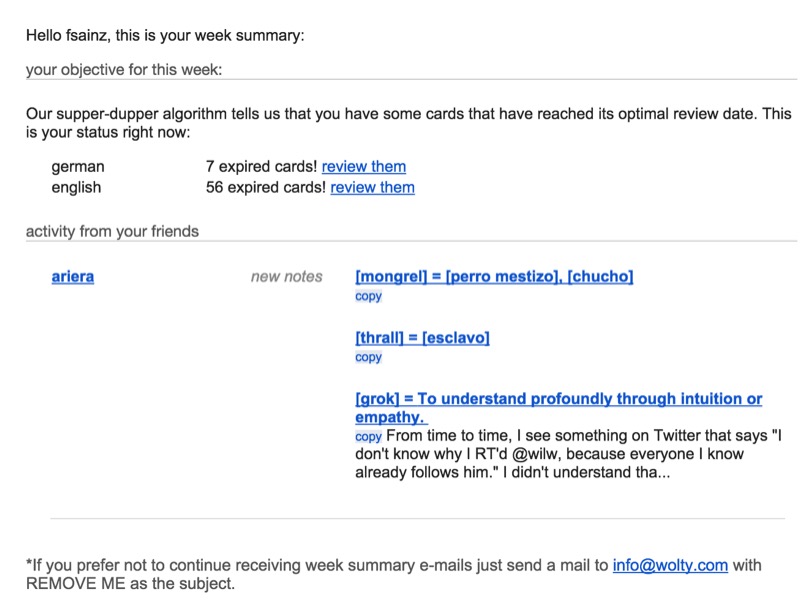 Hello fsainz, this is your week summary:
your objective for this week:
Our supper-dupper algorithm tells us that you have some cards that have reached its optimal review date. This
is your status right now:
german 7 expired cards! review them
english 56 expired cards! review them
activity from your friends
ariera new notes [mongrel] = [perro mestizo], [chucho]
copy
[thrall] = [esclavo]
copy
[grok] = To understand profoundly through intuition or
empathy.
copy From time to time, I see something on Twitter that says "I
don't know why I RT'd @wilw, because everyone I know
already follows him." I didn't understand tha...
*If you prefer not to continue receiving week summary e-mails just send a mail to info@wolty.com with
REMOVE ME as the subject.